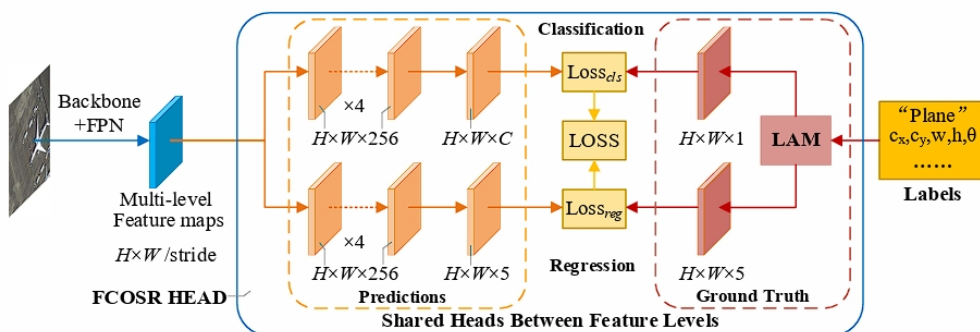 Backbone
+FPN
Multi-level
Feature maps
H×W/stride
FCOSR HEAD
×4
H×W×256
H×W×C
×4
H×W×256
H×W×5
Predictions
Classification
Loss_cls
LOSS
Loss_reg
Regression
H×W×1
LAM
H×W×5
Ground Truth
Shared Heads Between Feature Levels
“Plane”
c_x,c_y,w,h,θ
……
Labels